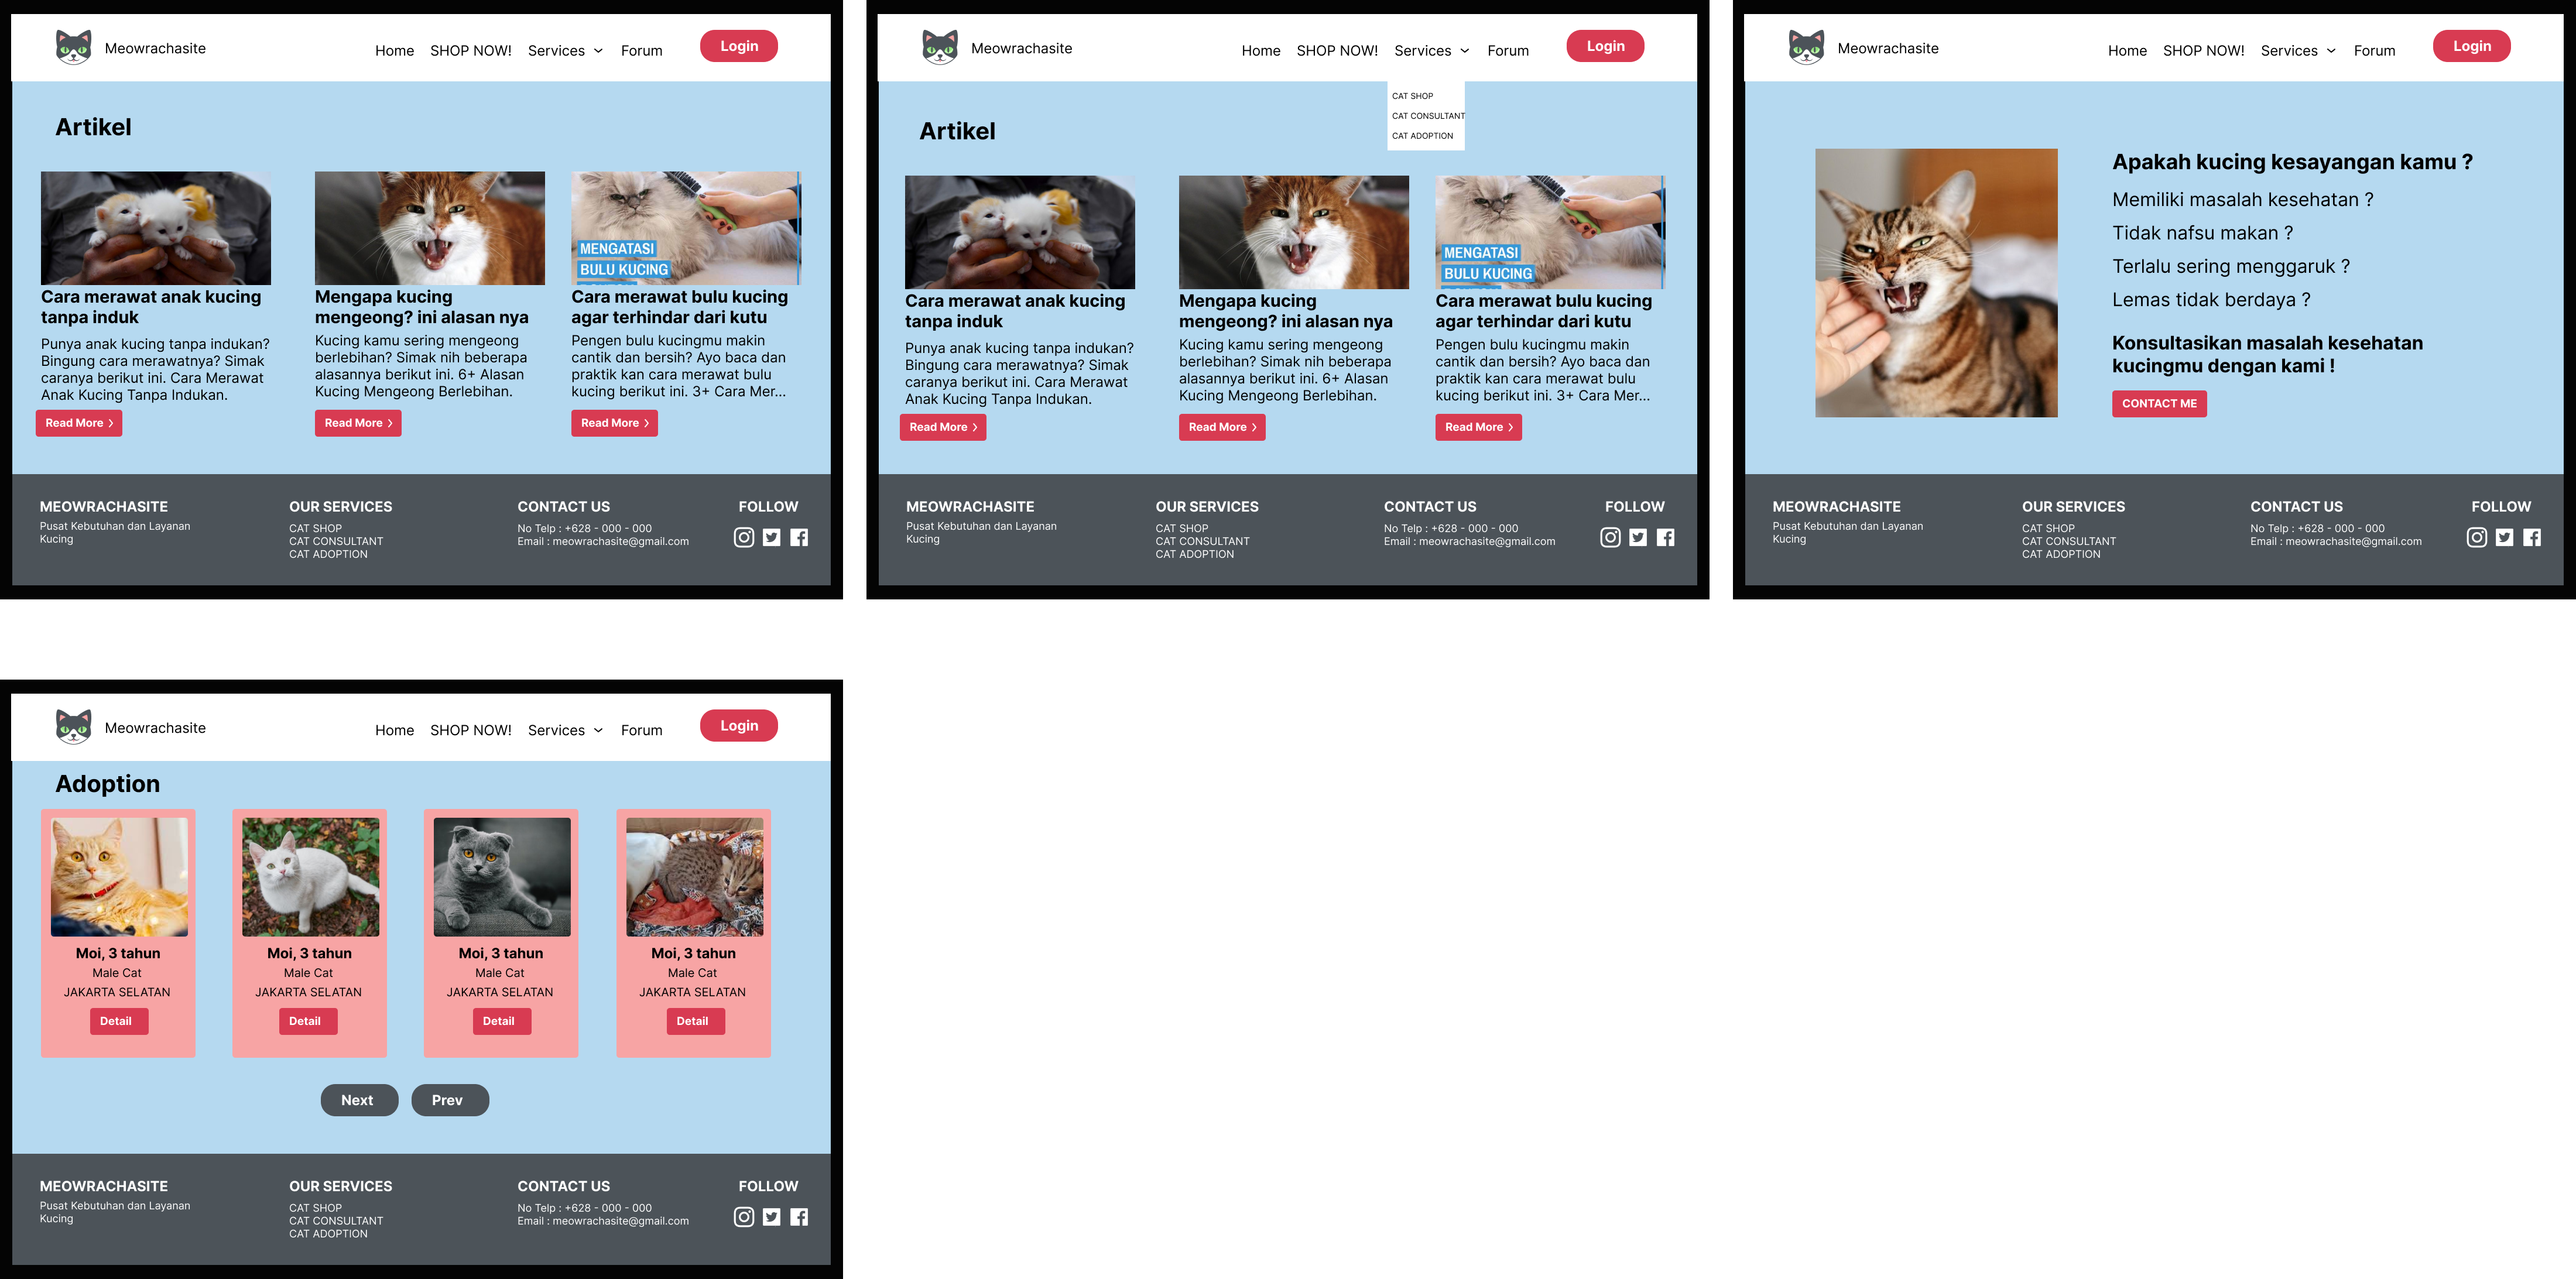 Meowrachasite
Home SHOP NOW! Services Forum
Login
Artikel
MENGATASI
BULU KUCING
Cara merawat anak kucing
tanpa induk
Punya anak kucing tanpa indukan?
Bingung cara merawatnya? Simak
caranya berikut ini. Cara Merawat
Anak Kucing Tanpa Indukan.
Read More
Mengapa kucing
mengeong? ini alasan nya
Kucing kamu sering mengeong
berlebihan? Simak nih beberapa
alasannya berikut ini. 6+ Alasan
Kucing Mengeong Berlebihan.
Read More
Cara merawat bulu kucing
agar terhindar dari kutu
Pengen bulu kucingmu makin
cantik dan bersih? Ayo baca dan
praktik kan cara merawat bulu
kucing berikut ini. 3+ Cara Mer...
Read More
MEOWRACHASITE
Pusat Kebutuhan dan Layanan
Kucing
OUR SERVICES
CAT SHOP
CAT CONSULTANT
CAT ADOPTION
CONTACT US
No Telp : +628 - 000 - 000
Email : meowrachasite@gmail.com
FOLLOW
Meowrachasite
Home SHOP NOW! Services Forum
Login
CAT SHOP
CAT CONSULTANT
CAT ADOPTION
Artikel
MENGATASI
BULU KUCING
Cara merawat anak kucing
tanpa induk
Punya anak kucing tanpa indukan?
Bingung cara merawatnya? Simak
caranya berikut ini. Cara Merawat
Anak Kucing Tanpa Indukan.
Read More
Mengapa kucing
mengeong? ini alasan nya
Kucing kamu sering mengeong
berlebihan? Simak nih beberapa
alasannya berikut ini. 6+ Alasan
Kucing Mengeong Berlebihan.
Read More
Cara merawat bulu kucing
agar terhindar dari kutu
Pengen bulu kucingmu makin
cantik dan bersih? Ayo baca dan
praktik kan cara merawat bulu
kucing berikut ini. 3+ Cara Mer...
Read More
MEOWRACHASITE
Pusat Kebutuhan dan Layanan
Kucing
OUR SERVICES
CAT SHOP
CAT CONSULTANT
CAT ADOPTION
CONTACT US
No Telp : +628 - 000 - 000
Email : meowrachasite@gmail.com
FOLLOW
Meowrachasite
Home SHOP NOW! Services Forum
Login
Apakah kucing kesayangan kamu ?
Memiliki masalah kesehatan ?
Tidak nafsu makan ?
Terlalu sering menggaruk ?
Lemas tidak berdaya ?
Konsultasikan masalah kesehatan
kucingmu dengan kami !
CONTACT ME
MEOWRACHASITE
Pusat Kebutuhan dan Layanan
Kucing
OUR SERVICES
CAT SHOP
CAT CONSULTANT
CAT ADOPTION
CONTACT US
No Telp : +628 - 000 - 000
Email : meowrachasite@gmail.com
FOLLOW
Meowrachasite
Home SHOP NOW! Services Forum
Login
Adoption
Moi, 3 tahun
Male Cat
JAKARTA SELATAN
Detail
Moi, 3 tahun
Male Cat
JAKARTA SELATAN
Detail
Moi, 3 tahun
Male Cat
JAKARTA SELATAN
Detail
Moi, 3 tahun
Male Cat
JAKARTA SELATAN
Detail
Next
Prev
MEOWRACHASITE
Pusat Kebutuhan dan Layanan
Kucing
OUR SERVICES
CAT SHOP
CAT CONSULTANT
CAT ADOPTION
CONTACT US
No Telp : +628 - 000 - 000
Email : meowrachasite@gmail.com
FOLLOW